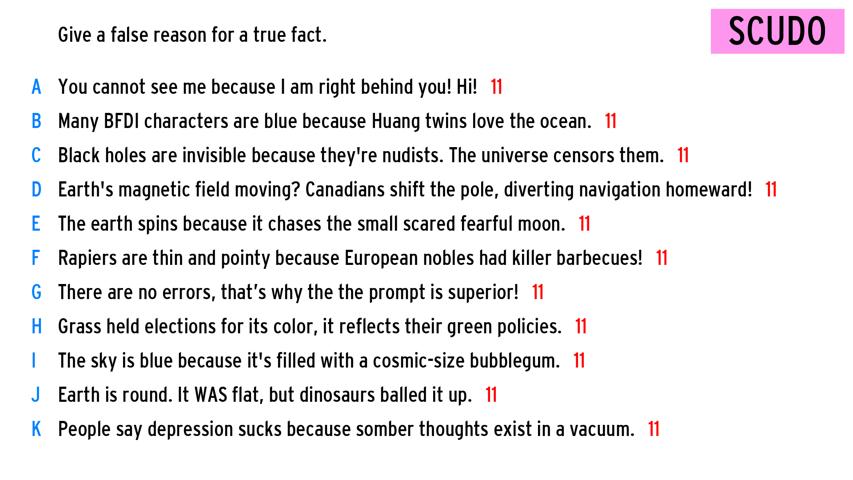 Give a false reason for a true fact.
SCUDO
A You cannot see me because I am right behind you! Hi! 11
B Many BFDI characters are blue because Huang twins love the ocean. 11
C Black holes are invisible because they're nudists. The universe censors them. 11
D Earth's magnetic field moving? Canadians shift the pole, diverting navigation homeward! 11
E The earth spins because it chases the small scared fearful moon. 11
F Rapiers are thin and pointy because European nobles had killer barbecues! 11
G There are no errors, that’s why the the prompt is superior! 11
H Grass held elections for its color, it reflects their green policies. 11
I The sky is blue because it's filled with a cosmic-size bubblegum. 11
J Earth is round. It WAS flat, but dinosaurs balled it up. 11
K People say depression sucks because somber thoughts exist in a vacuum. 11